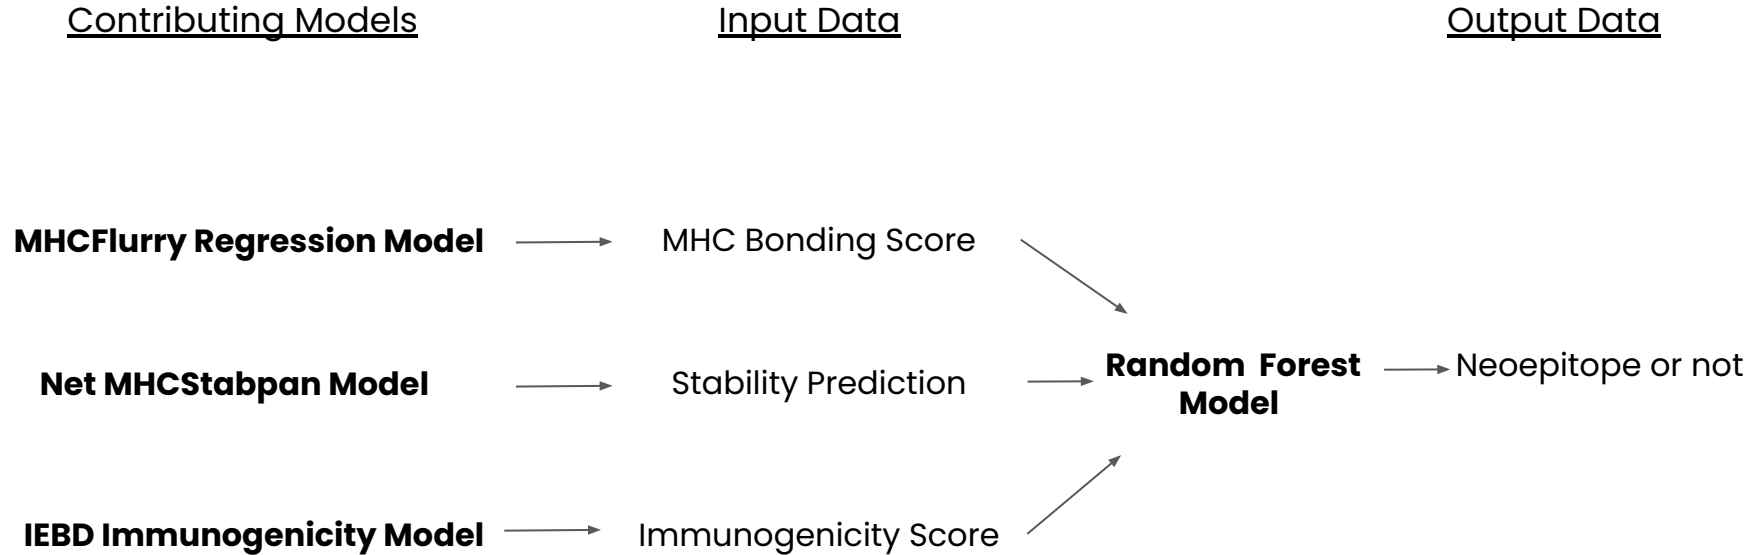 Contributing Models
Input Data
Output Data
MHCFlurry Regression Model
MHC Bonding Score
Net MHCStabpan Model
Stability Prediction
Random Forest
Model
Neoepitope or not
IEBD Immunogenicity Model
Immunogenicity Score